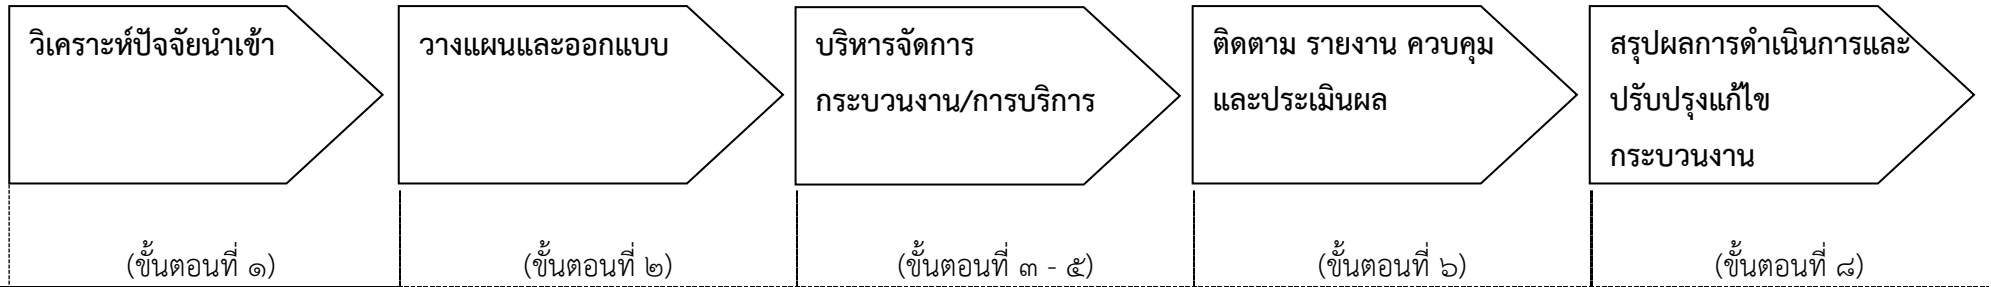 วิเคราะห์ปัจจัยนำเข้า
วางแผนและออกแบบ
บริหารจัดการ
กระบวนงาน/การบริการ
ติดตาม รายงาน ควบคุม
และประเมินผล
สรุปผลการดำเนินการและ
ปรับปรุงแก้ไข
กระบวนงาน
(ขั้นตอนที่ ๑)
(ขั้นตอนที่ ๒)
(ขั้นตอนที่ ๓ - ๕)
(ขั้นตอนที่ ๖)
(ขั้นตอนที่ ๘)